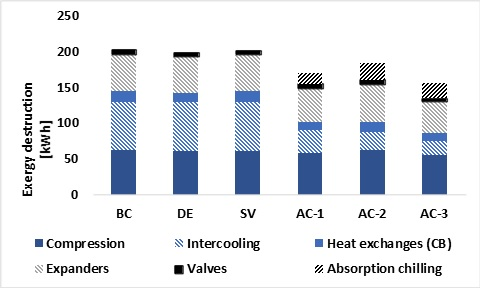 Exergy destruction
[kWh]
250
200
150
100
50
0
BC DE SV AC-1 AC-2 AC-3
Compression Intercooling Heat exchanges (CB)
Expanders Valves Absorption chilling